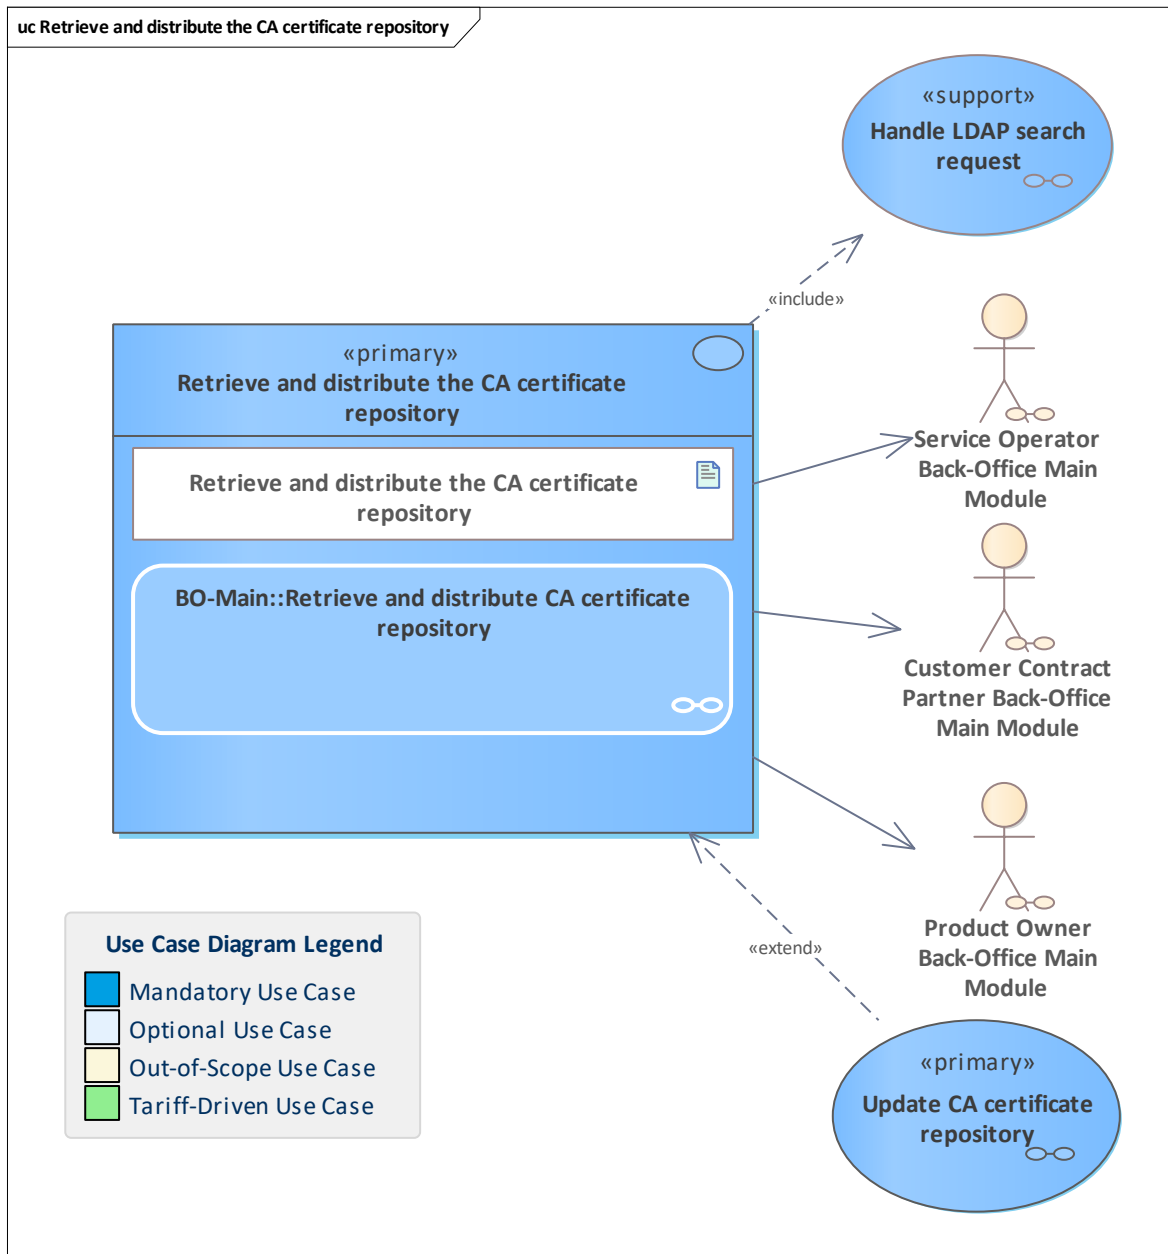 uc Retrieve and distribute the CA certificate repository
«support»
Handle LDAP search
request
«include»
«primary»
Retrieve and distribute the CA certificate
repository
Retrieve and distribute the CA certificate
repository
BO-Main::Retrieve and distribute CA certificate
repository
Service Operator
Back-Office Main
Module
Customer Contract
Partner Back-Office
Main Module
Product Owner
Back-Office Main
Module
«extend»
«primary»
Update CA certificate
repository
Use Case Diagram Legend
Mandatory Use Case
Optional Use Case
Out-of-Scope Use Case
Tariff-Driven Use Case